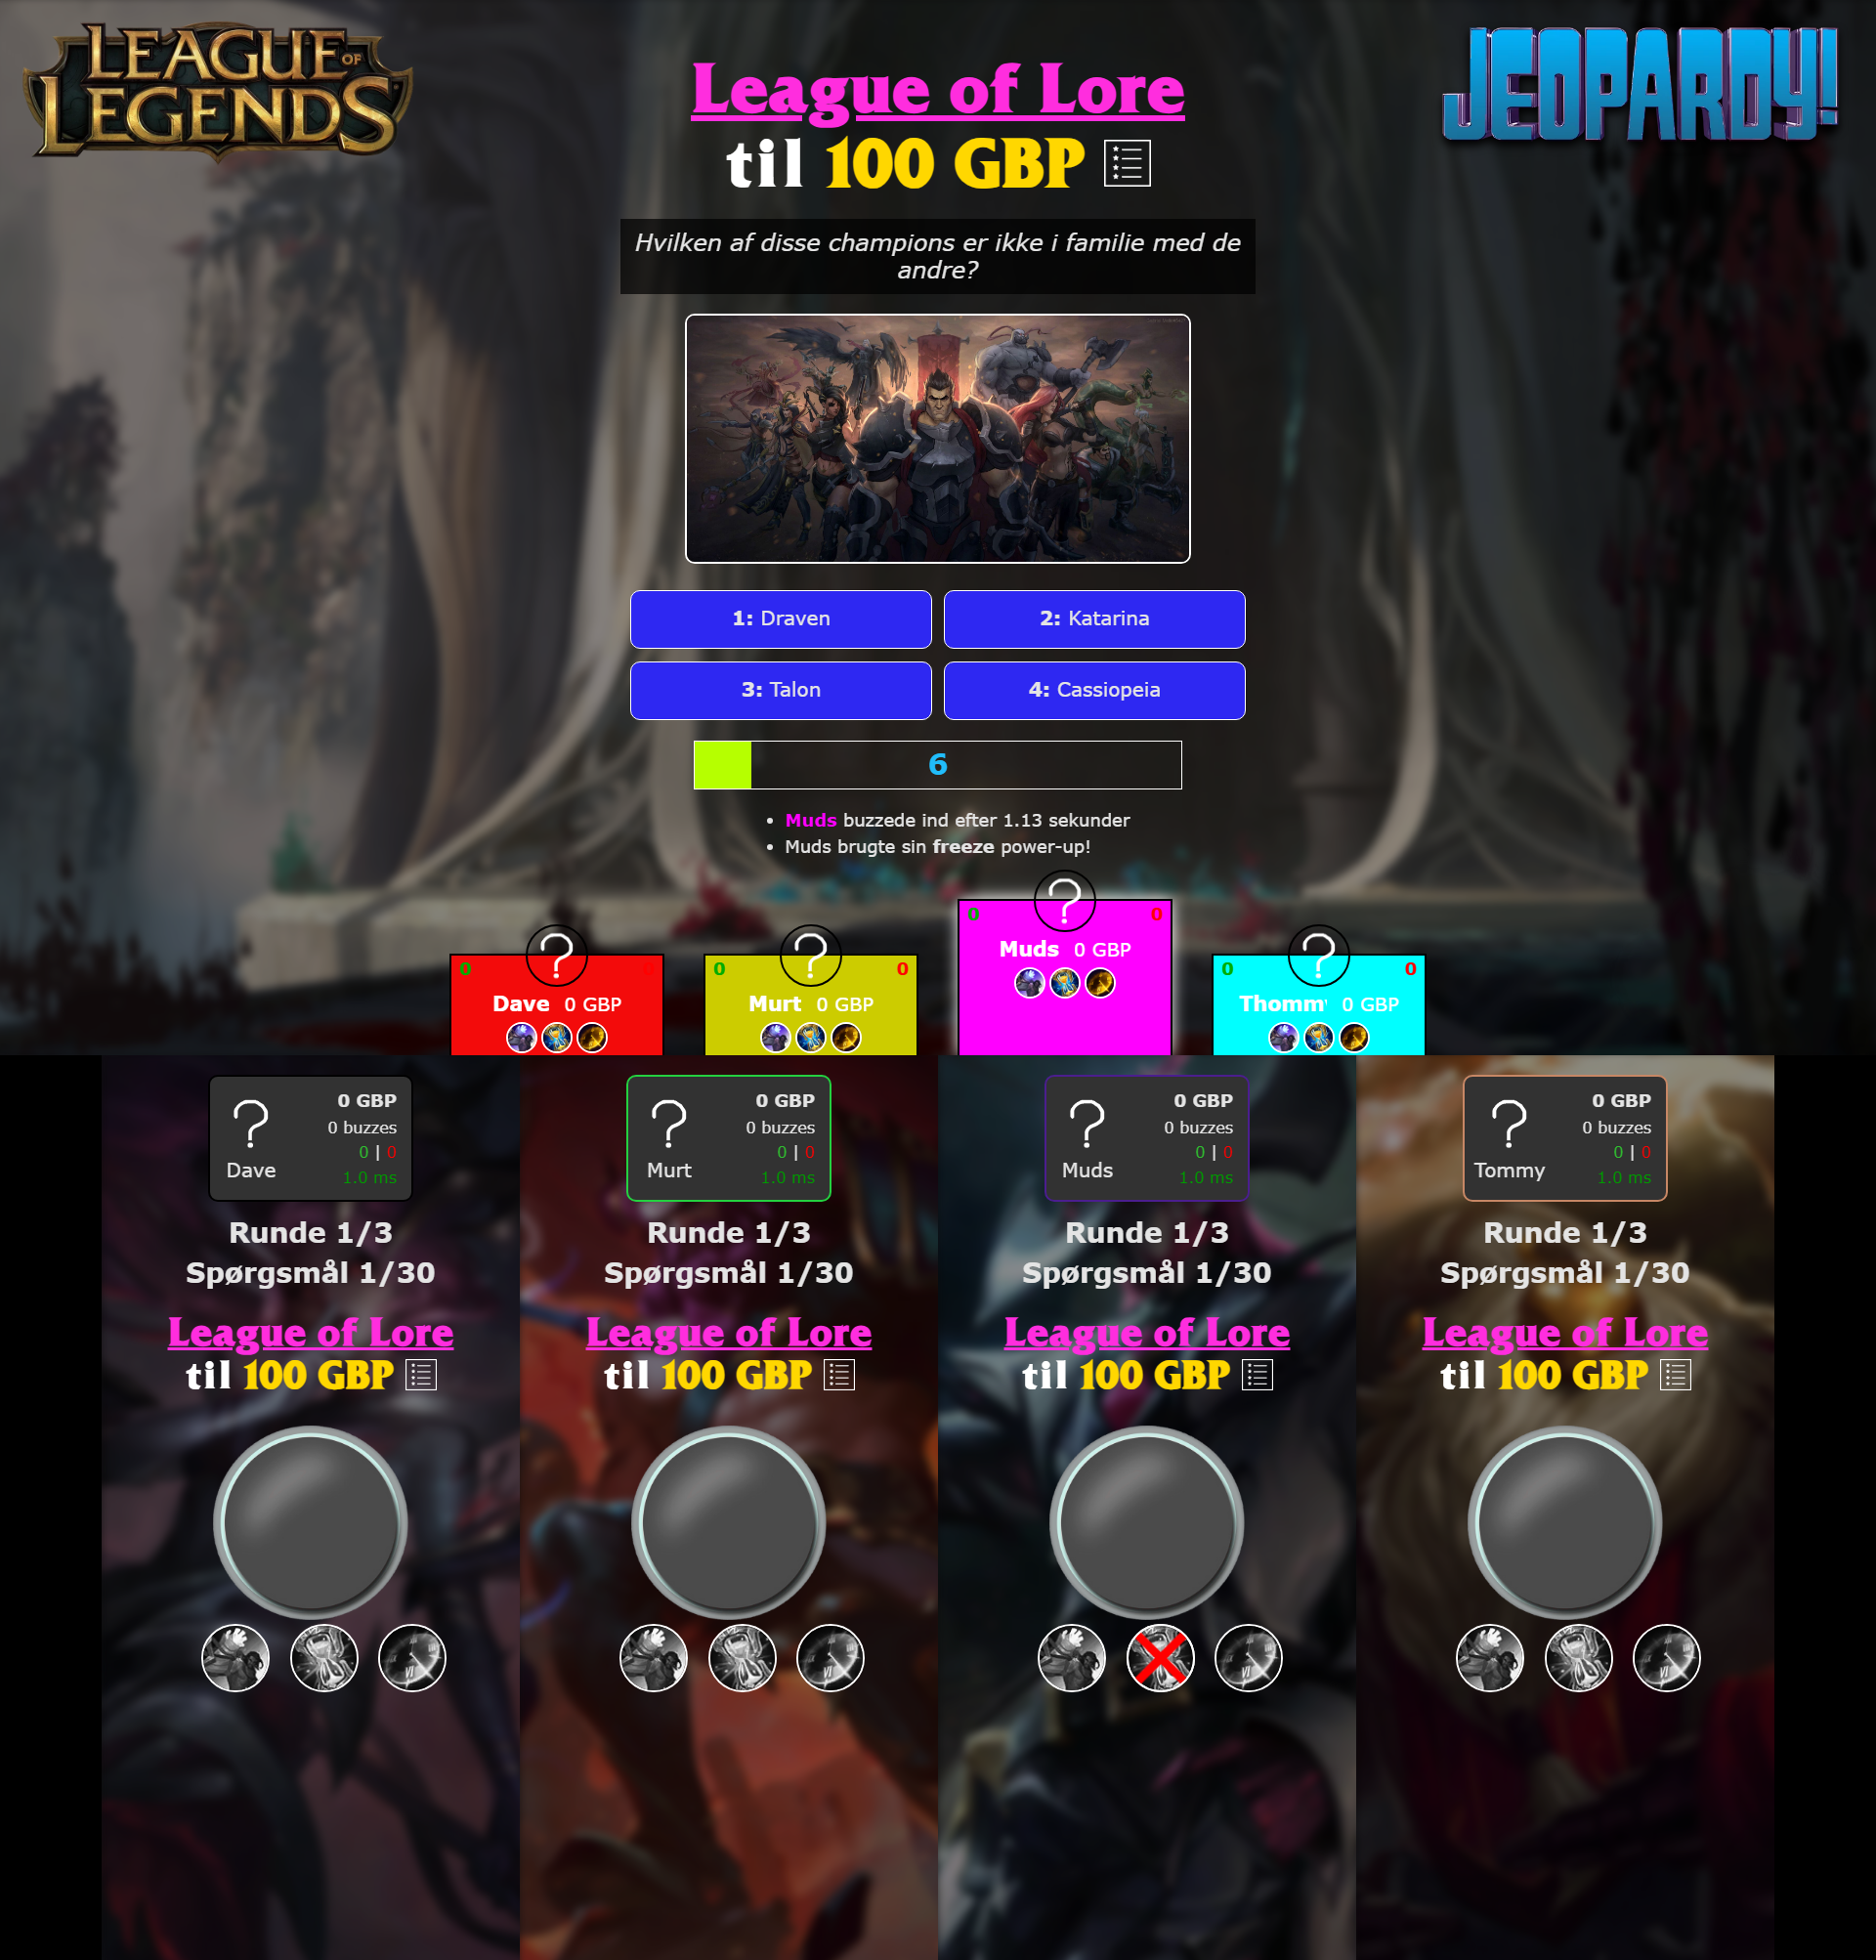 LEAGUE OF
LEGENDS
JEOPARDY!
League of Lore
til 100 GBP
Hvilken af disse champions er ikke i familie med de
andre?
1: Draven
2: Katarina
3: Talon
4: Cassiopeia
6
Muds buzzede ind efter 1.13 sekunder
Muds brugte sin freeze power-up!
0 0
Dave 0 GBP
0 0
Murt 0 GBP
0 0
Muds 0 GBP
0 0
Thommy 0 GBP
0 GBP
0 buzzes
0 | 0
Dave
1.0 ms
Runde 1/3
Spørgsmål 1/30
League of Lore
til 100 GBP
0 GBP
0 buzzes
0 | 0
Murt
1.0 ms
Runde 1/3
Spørgsmål 1/30
League of Lore
til 100 GBP
0 GBP
0 buzzes
0 | 0
Muds
1.0 ms
Runde 1/3
Spørgsmål 1/30
League of Lore
til 100 GBP
0 GBP
0 buzzes
0 | 0
Tommy
1.0 ms
Runde 1/3
Spørgsmål 1/30
League of Lore
til 100 GBP